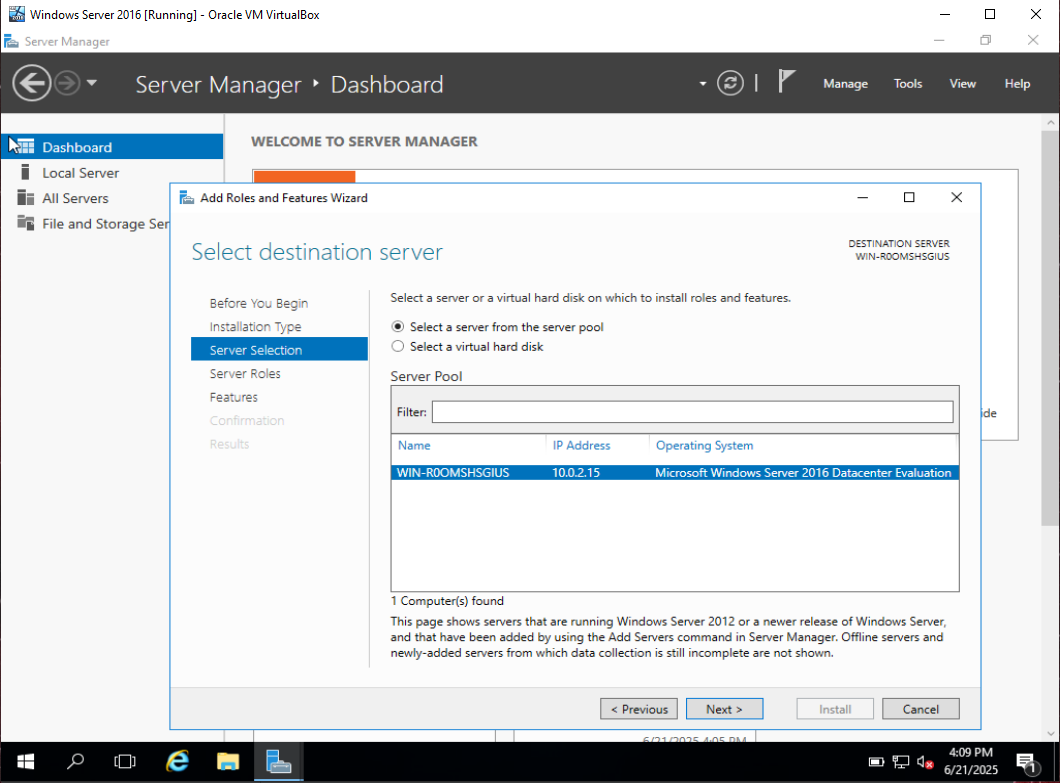 Windows Server 2016 [Running] - Oracle VM VirtualBox
Server Manager
Server Manager ‣ Dashboard
Manage Tools View Help
Dashboard
Local Server
All Servers
File and Storage Ser
WELCOME TO SERVER MANAGER
Add Roles and Features Wizard
Select destination server
DESTINATION SERVER
WIN-R0OMSHSGIUS
Before You Begin
Installation Type
Server Selection
Server Roles
Features
Confirmation
Results
Select a server or a virtual hard disk on which to install roles and features.
Select a server from the server pool
Select a virtual hard disk
Server Pool
Filter:
Name IP Address Operating System
WIN-R0OMSHSGIUS 10.0.2.15 Microsoft Windows Server 2016 Datacenter Evaluation
1 Computer(s) found
This page shows servers that are running Windows Server 2012 or a newer release of Windows Server,
and that have been added by using the Add Servers command in Server Manager. Offline servers and
newly-added servers from which data collection is still incomplete are not shown.
ide
< Previous Next > Install Cancel
6/21/2025 4:05 PM
4:09 PM
6/21/2025
1